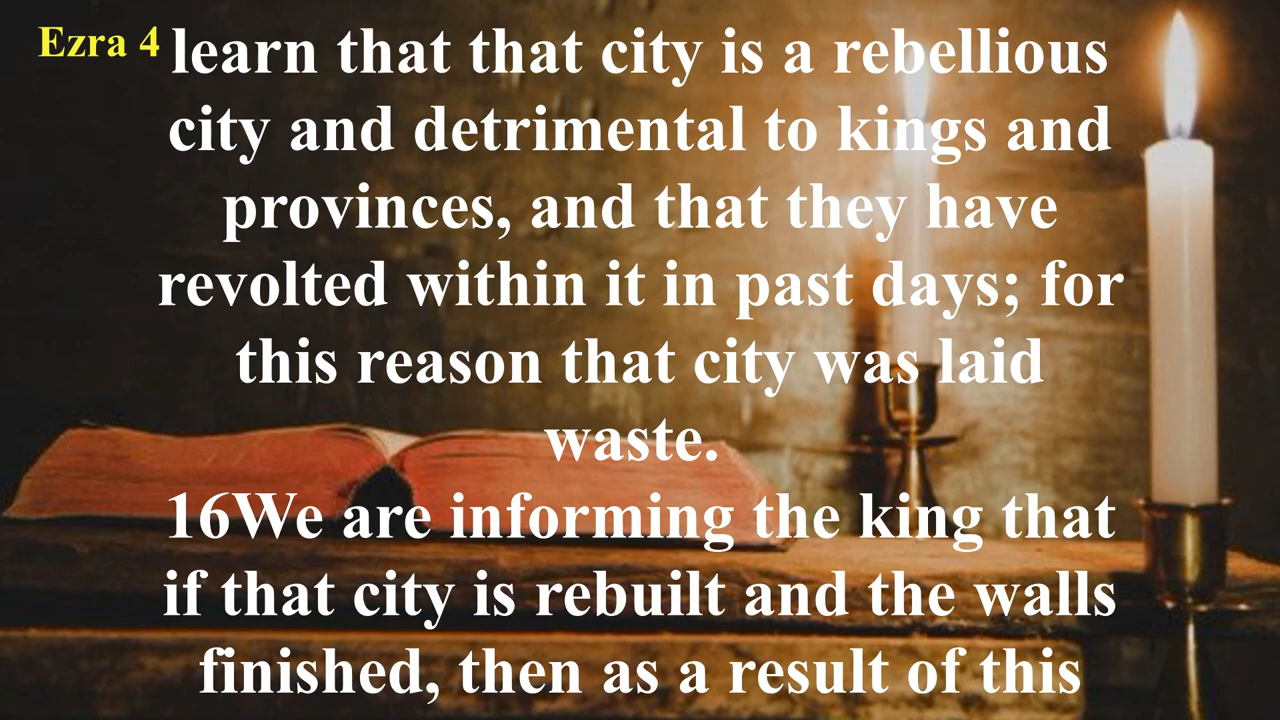 Ezra 4
learn that that city is a rebellious
city and detrimental to kings and
provinces, and that they have
revolted within it in past days; for
this reason that city was laid
waste.
16We are informing the king that
if that city is rebuilt and the walls
finished, then as a result of this